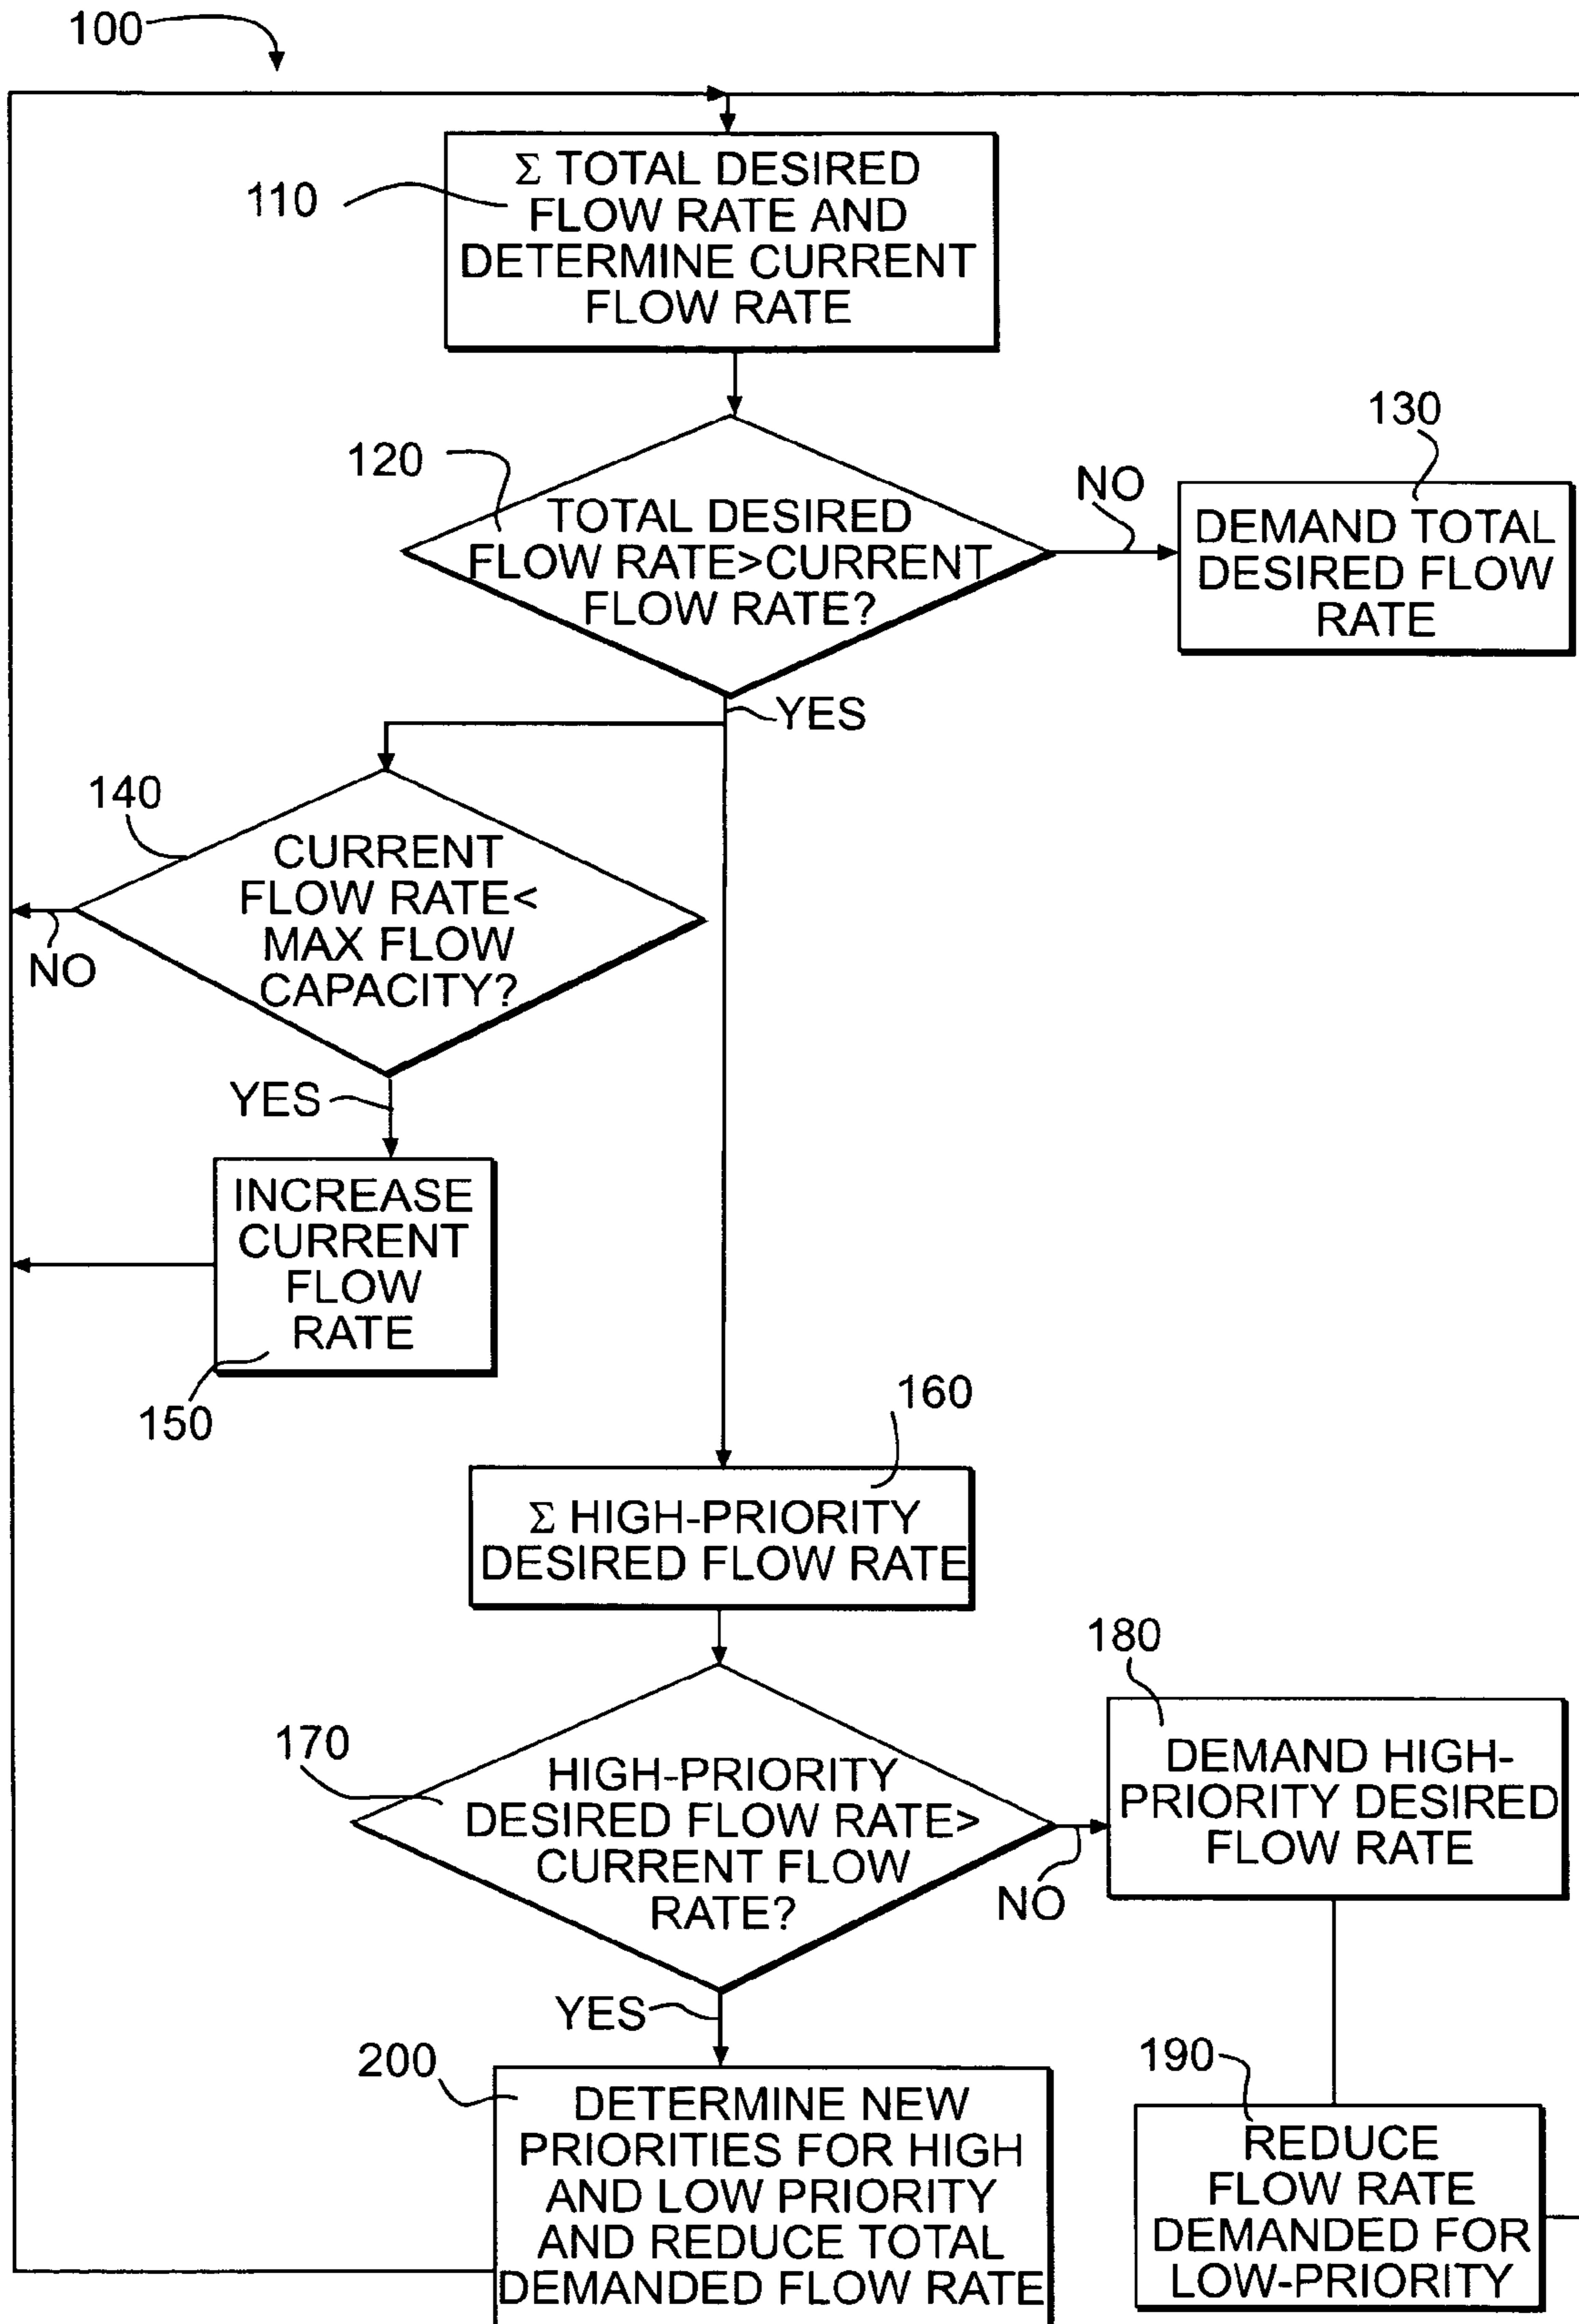 100
Σ TOTAL DESIRED
FLOW RATE AND
DETERMINE CURRENT
FLOW RATE
110
120
TOTAL DESIRED
FLOW RATE>CURRENT
FLOW RATE?
NO
130
DEMAND TOTAL
DESIRED FLOW
RATE
YES
140
CURRENT
FLOW RATE<
MAX FLOW
CAPACITY?
NO
YES
INCREASE
CURRENT
FLOW
RATE
150
160
Σ HIGH-PRIORITY
DESIRED FLOW RATE
170
HIGH-PRIORITY
DESIRED FLOW RATE>
CURRENT FLOW
RATE?
NO
180
DEMAND HIGH-
PRIORITY DESIRED
FLOW RATE
YES
200
DETERMINE NEW
PRIORITIES FOR HIGH
AND LOW PRIORITY
AND REDUCE TOTAL
DEMANDED FLOW RATE
190
REDUCE
FLOW RATE
DEMANDED FOR
LOW-PRIORITY